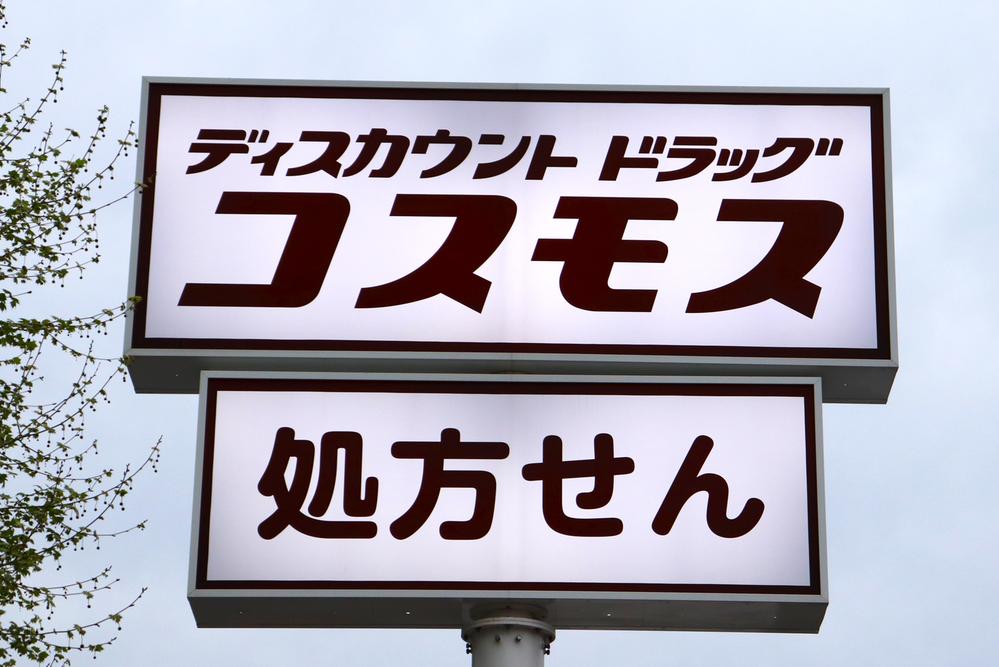 ディスカウント ドラッグ
コスモス
処方せん